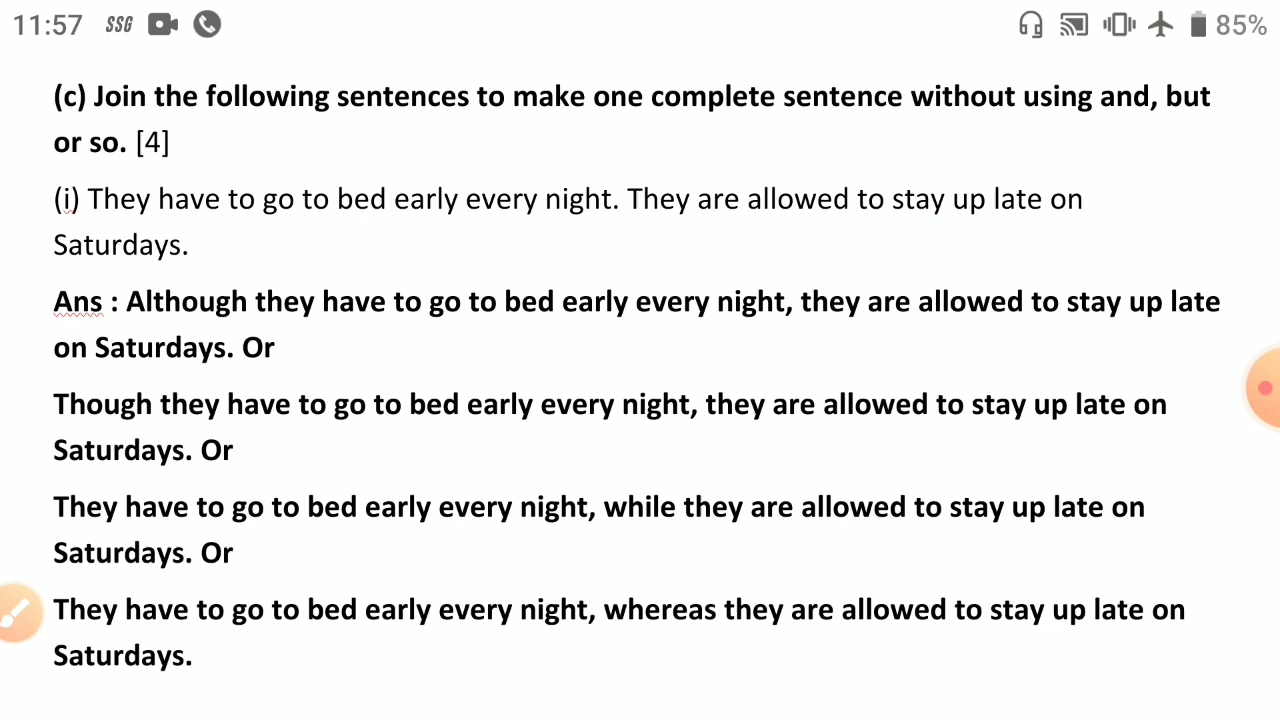 11:57 SSG 85%
(c) Join the following sentences to make one complete sentence without using and, but
or so. [4]
(i) They have to go to bed early every night. They are allowed to stay up late on
Saturdays.
Ans : Although they have to go to bed early every night, they are allowed to stay up late
on Saturdays. Or
Though they have to go to bed early every night, they are allowed to stay up late on
Saturdays. Or
They have to go to bed early every night, while they are allowed to stay up late on
Saturdays. Or
They have to go to bed early every night, whereas they are allowed to stay up late on
Saturdays.